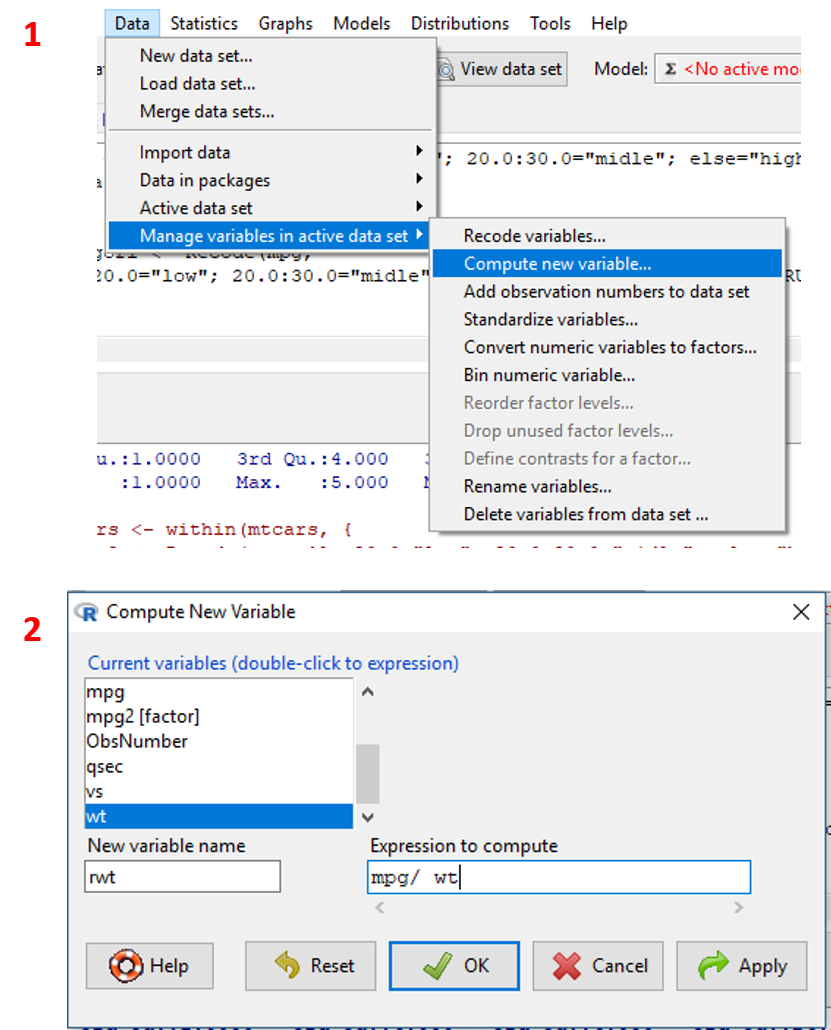 1
Data Statistics Graphs Models Distributions Tools Help
New data set...
Load data set...
Merge data sets...
View data set Model: Σ <No active mo
Import data
Data in packages
Active data set
Manage variables in active data set
'; 20.0:30.0="midle"; else="high
20.0="low"; 20.0:30.0="midle"
Recode variables...
Compute new variable...
Add observation numbers to data set
Standardize variables...
Convert numeric variables to factors...
Bin numeric variable...
Reorder factor levels...
Drop unused factor levels...
Define contrasts for a factor...
Rename variables...
Delete variables from data set ...
u.:1.0000 3rd Qu.:4.000
:1.0000 Max. :5.000
rs <- within(mtcars, {
2
Compute New Variable
Current variables (double-click to expression)
mpg
mpg2 [factor]
ObsNumber
qsec
vs
wt
New variable name Expression to compute
rwt mpg/ wt
Help Reset OK Cancel Apply